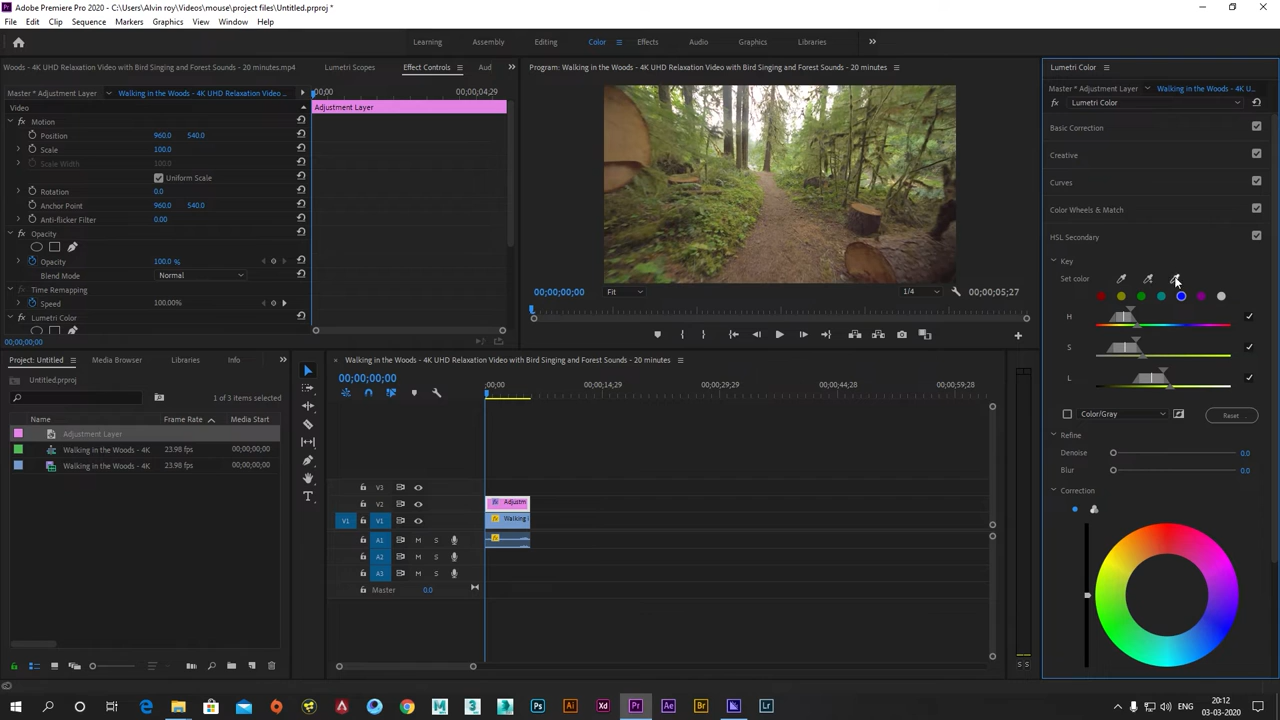 Adobe Premiere Pro 2020 - C:\Users\Alvin roy\Videos\mouse\project files\Untitled.prproj *
File Edit Clip Sequence Markers Graphics View Window Help
Learning Assembly Editing Color Effects Audio Graphics Libraries
Woods - 4K UHD Relaxation Video with Bird Singing and Forest Sounds - 20 minutes.mp4 Lumetri Scopes Effect Controls Aud
Program: Walking in the Woods - 4K UHD Relaxation Video with Bird Singing and Forest Sounds - 20 minutes
Lumetri Color
Master * Adjustment Layer Walking in the Woods - 4K UHD Relaxation Video ... ;00;00 00;00;04;29
Video Adjustment Layer
Motion
Position 960.0 540.0
Scale 100.0
Scale Width 100.0
Uniform Scale
Rotation 0.0
Anchor Point 960.0 540.0
Anti-flicker Filter 0.00
Opacity
Opacity 100.0 %
Blend Mode Normal
Time Remapping
Speed 100.00%
Lumetri Color
00;00;00;00
00;00;00;00 Fit 1/4 00;00;05;27
Master * Adjustment Layer Walking in the Woods - 4K U...
fx Lumetri Color
Basic Correction
Creative
Curves
Color Wheels & Match
HSL Secondary
Key
Set color
H
S
L
Color/Gray Reset
Refine
Denoise 0.0
Blur 0.0
Correction
Project: Untitled Media Browser Libraries Info
Untitled.prproj
1 of 3 items selected
Name Frame Rate Media Start
Adjustment Layer
Walking in the Woods - 4K 23.98 fps 00;00;00;00
Walking in the Woods - 4K 23.98 fps 00;00;00;00
Walking in the Woods - 4K UHD Relaxation Video with Bird Singing and Forest Sounds - 20 minutes
00;00;00;00
;00;00 00;00;14;29 00;00;29;29 00;00;44;28 00;00;59;28
V3
V2 Adjustm
V1 V1 Walking i
A1 M S
A2 M S
A3 M S
Master 0.0
S S
Ps Ai Xd Pr Ae Br Lr
ENG
20:12
03-03-2020